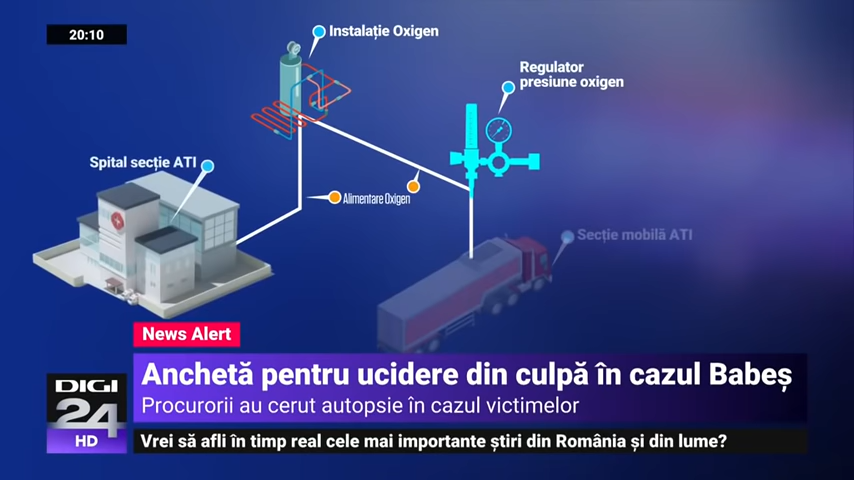 20:10
Instalație Oxigen
Regulator
presiune oxigen
Spital secție ATI
Alimentare Oxigen
Secție mobilă ATI
News Alert
Anchetă pentru ucidere din culpă în cazul Babeș
Procurorii au cerut autopsie în cazul victimelor
DIGI
24
HD
Vrei să afli în timp real cele mai importante știri din România și din lume?